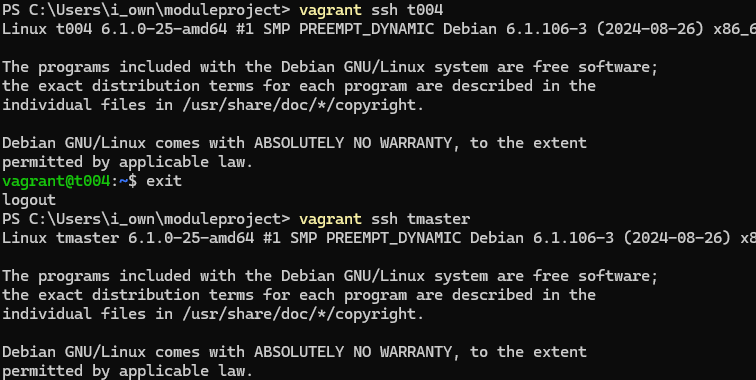 PS C:\Users\i_own\moduleproject> vagrant ssh t004
Linux t004 6.1.0-25-amd64 #1 SMP PREEMPT_DYNAMIC Debian 6.1.106-3 (2024-08-26) x86_6
The programs included with the Debian GNU/Linux system are free software;
the exact distribution terms for each program are described in the
individual files in /usr/share/doc/*/copyright.
Debian GNU/Linux comes with ABSOLUTELY NO WARRANTY, to the extent
permitted by applicable law.
vagrant@t004:~$ exit
logout
PS C:\Users\i_own\moduleproject> vagrant ssh tmaster
Linux tmaster 6.1.0-25-amd64 #1 SMP PREEMPT_DYNAMIC Debian 6.1.106-3 (2024-08-26) x8
The programs included with the Debian GNU/Linux system are free software;
the exact distribution terms for each program are described in the
individual files in /usr/share/doc/*/copyright.
Debian GNU/Linux comes with ABSOLUTELY NO WARRANTY, to the extent
permitted by applicable law.